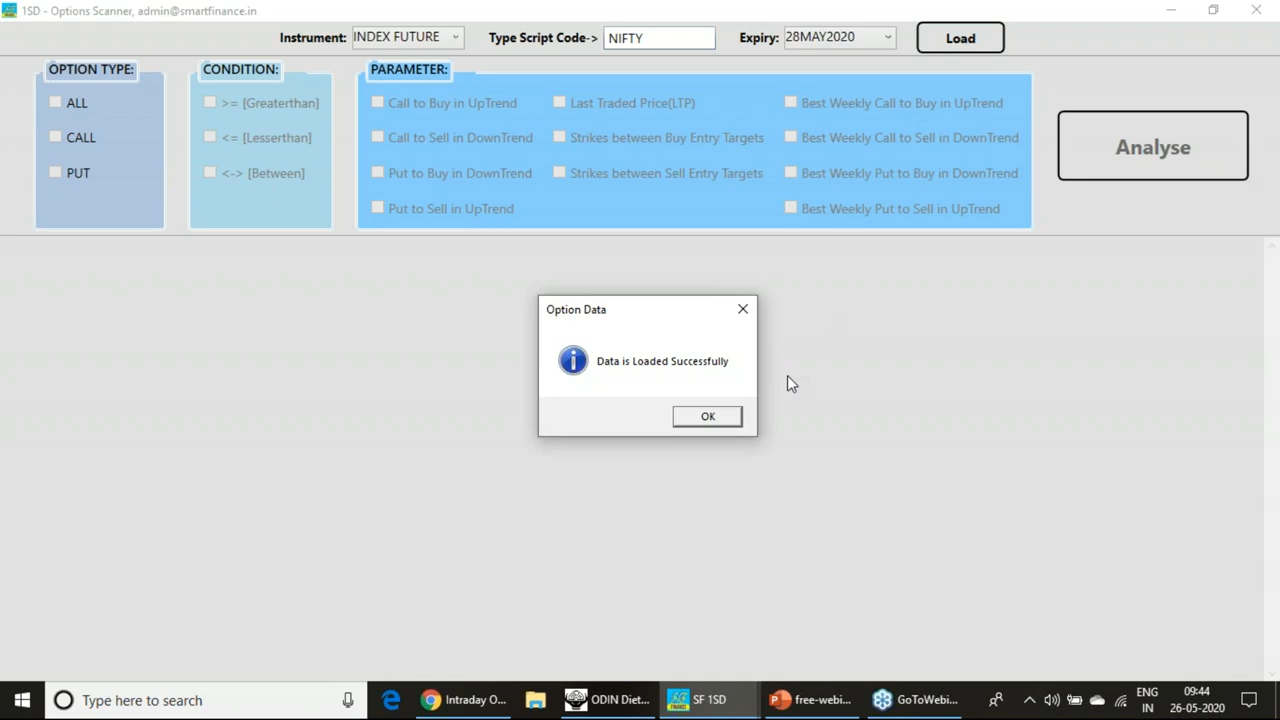 1SD - Options Scanner, admin@smartfinance.in
Instrument: INDEX FUTURE Type Script Code-> NIFTY Expiry: 28MAY2020 Load
OPTION TYPE: CONDITION: PARAMETER:
ALL >= [Greaterthan] Call to Buy in UpTrend Last Traded Price(LTP) Best Weekly Call to Buy in UpTrend
CALL <= [Lesserthan] Call to Sell in DownTrend Strikes between Buy Entry Targets Best Weekly Call to Sell in DownTrend
Analyse
PUT <-> [Between] Put to Buy in DownTrend Strikes between Sell Entry Targets Best Weekly Put to Buy in DownTrend
Put to Sell in UpTrend Best Weekly Put to Sell in UpTrend
Option Data
Data is Loaded Successfully
OK
Type here to search Intraday O... ODIN Diet... SF 1SD free-webi... GoToWebi... ENG 09:44
IN 26-05-2020